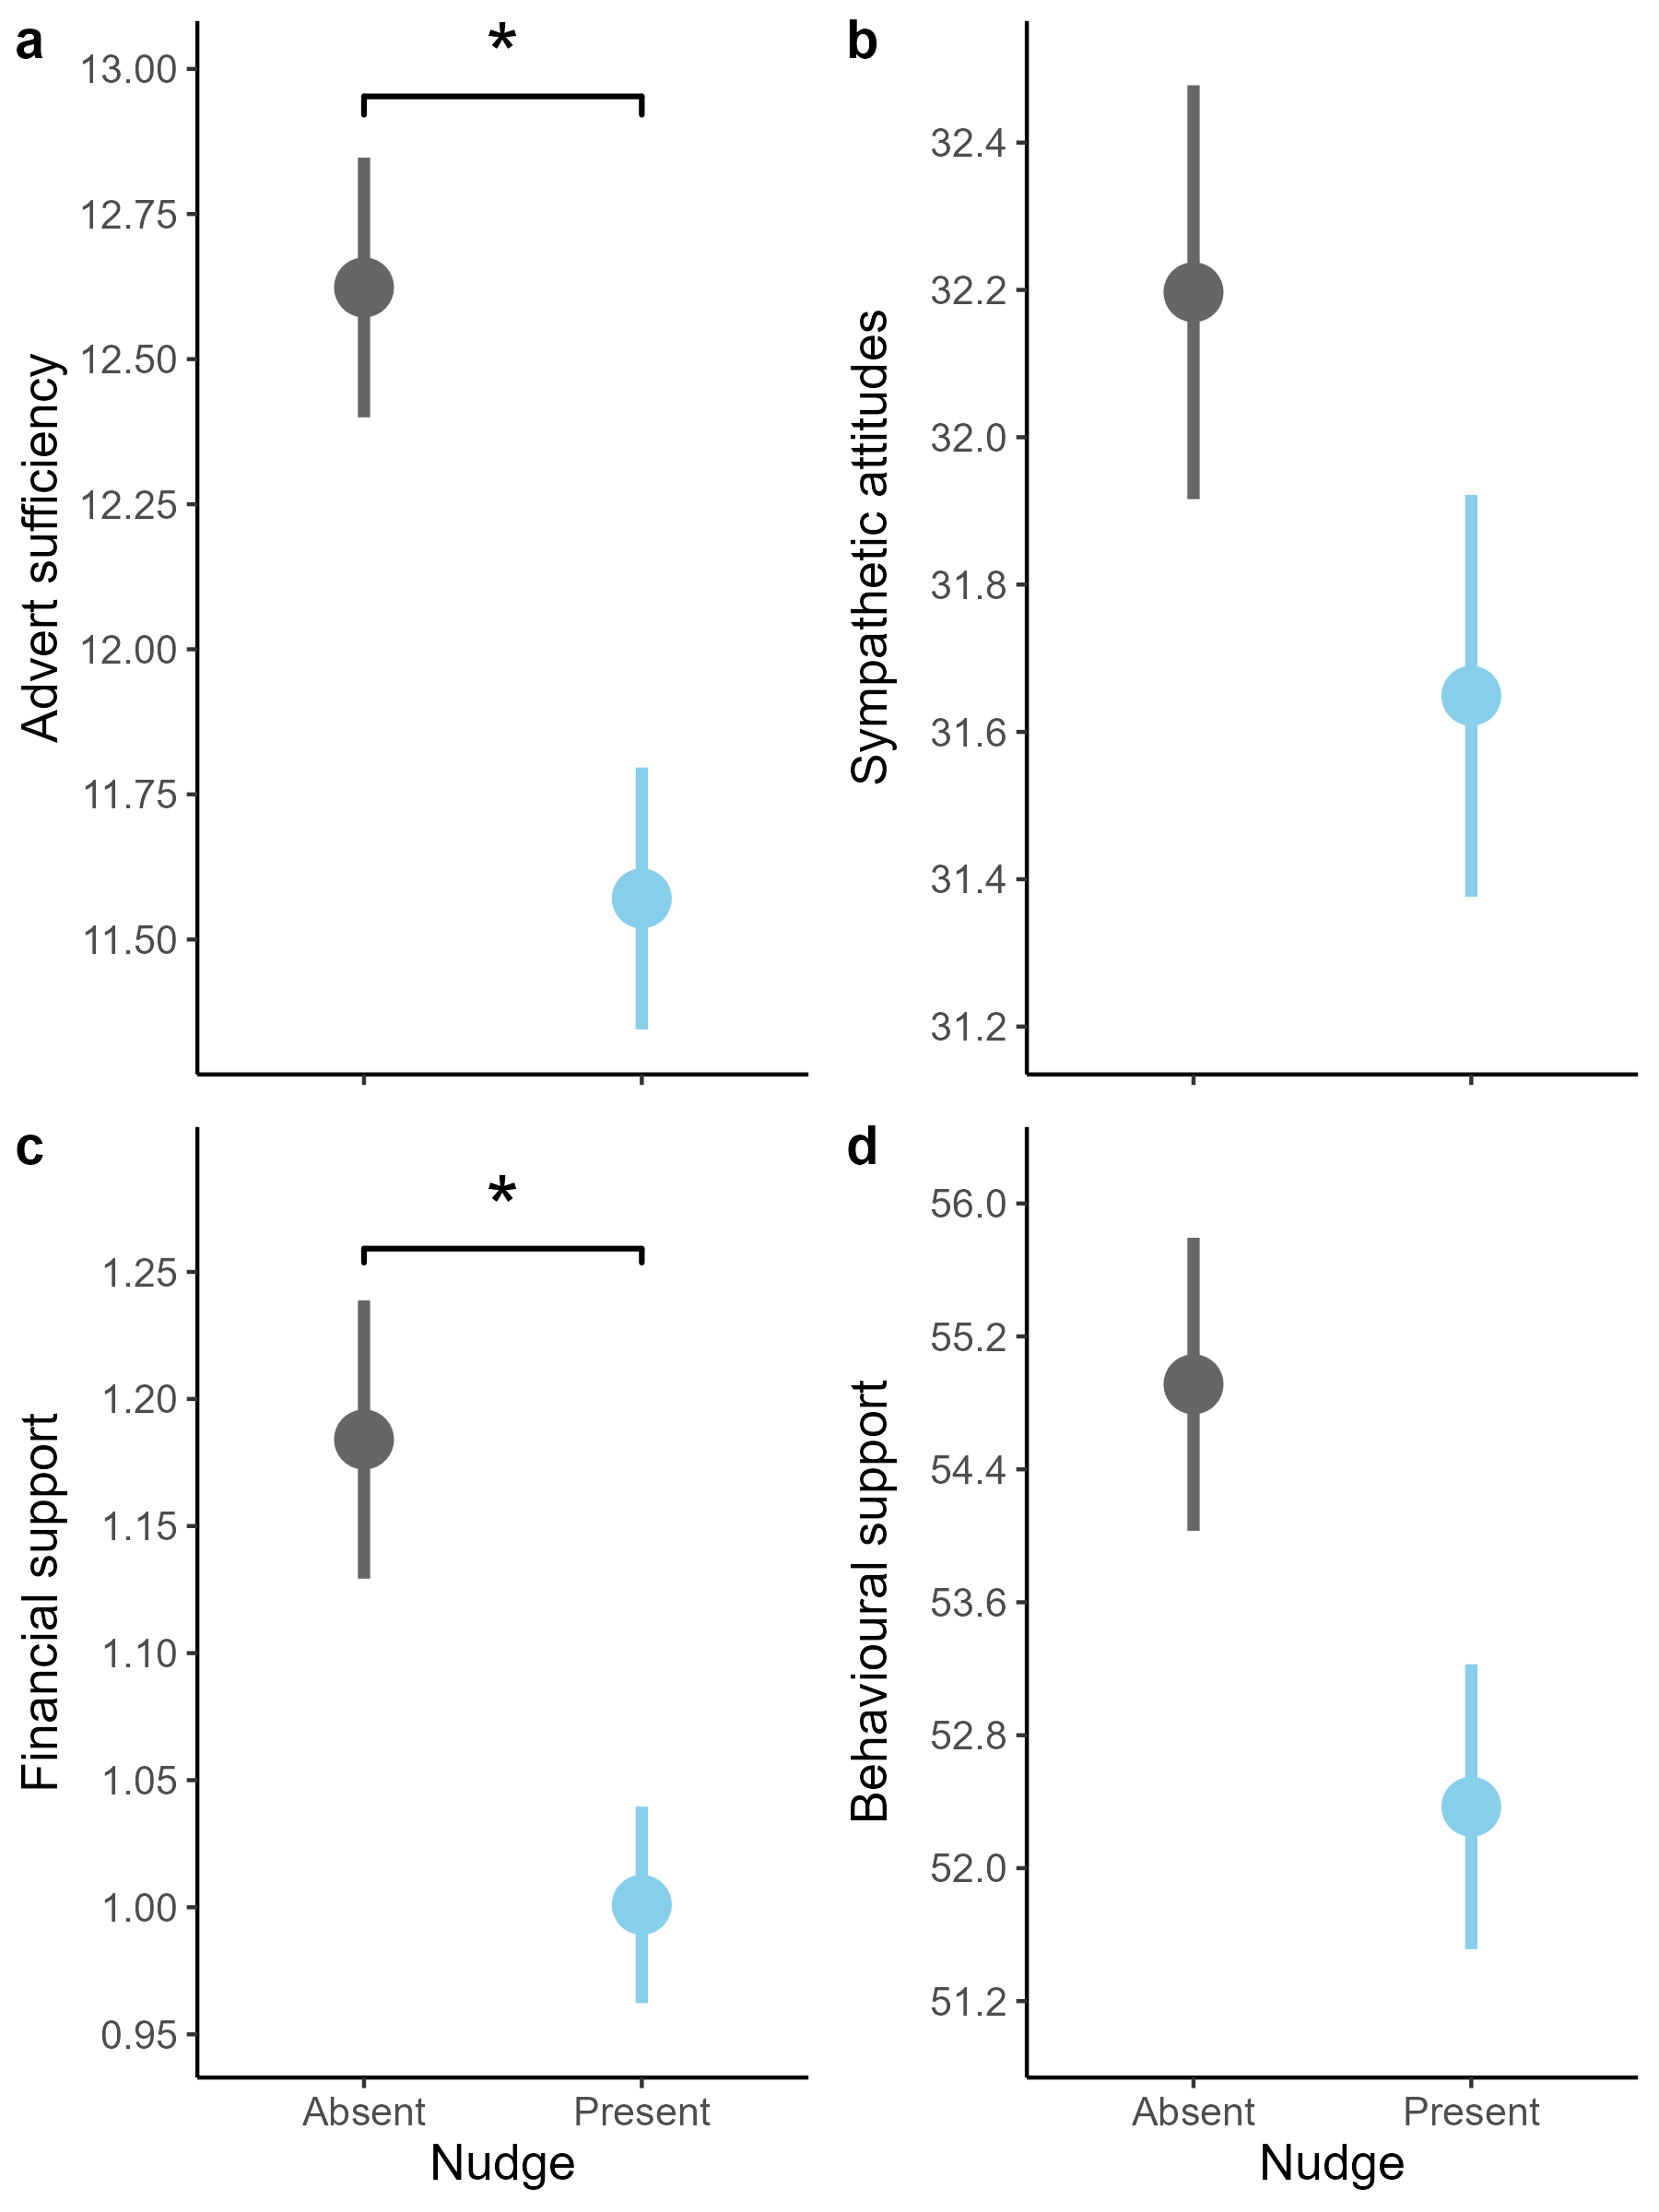 a
*
13.00
12.75
12.50
12.25
12.00
11.75
11.50
Advert sufficiency
b
32.4
32.2
32.0
31.8
31.6
31.4
31.2
Sympathetic attitudes
c
*
1.25
1.20
1.15
1.10
1.05
1.00
0.95
Financial support
Absent Present
Nudge
d
56.0
55.2
54.4
53.6
52.8
52.0
51.2
Behavioural support
Absent Present
Nudge